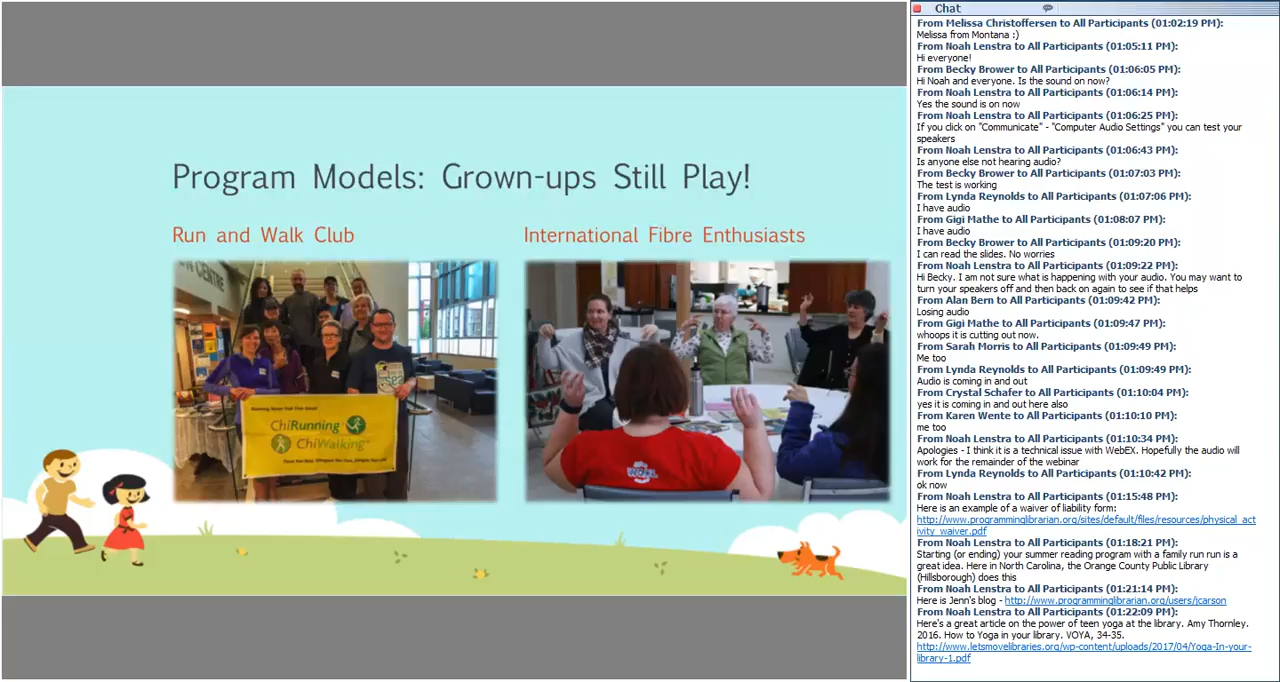 Program Models: Grown-ups Still Play!
Run and Walk Club
International Fibre Enthusiasts
ChiRunning
ChiWalking
Chat
From Melissa Christoffersen to All Participants (01:02:19 PM):
Melissa from Montana :)
From Noah Lenstra to All Participants (01:05:11 PM):
Hi everyone!
From Becky Brower to All Participants (01:06:05 PM):
Hi Noah and everyone. Is the sound on now?
From Noah Lenstra to All Participants (01:06:14 PM):
Yes the sound is on now
From Noah Lenstra to All Participants (01:06:25 PM):
If you click on "Communicate" - "Computer Audio Settings" you can test your
speakers
From Noah Lenstra to All Participants (01:06:43 PM):
Is anyone else not hearing audio?
From Becky Brower to All Participants (01:07:03 PM):
The test is working
From Lynda Reynolds to All Participants (01:07:06 PM):
I have audio
From Gigi Mathe to All Participants (01:08:07 PM):
I have audio
From Becky Brower to All Participants (01:09:20 PM):
I can read the slides. No worries
From Noah Lenstra to All Participants (01:09:22 PM):
Hi Becky. I am not sure what is happening with your audio. You may want to
turn your speakers off and then back on again to see if that helps
From Alan Bern to All Participants (01:09:42 PM):
Losing audio
From Gigi Mathe to All Participants (01:09:47 PM):
whoops it is cutting out now.
From Sarah Morris to All Participants (01:09:49 PM):
Me too
From Lynda Reynolds to All Participants (01:09:49 PM):
Audio is coming in and out
From Crystal Schafer to All Participants (01:10:04 PM):
yes it is coming in and out here also
From Karen Wente to All Participants (01:10:10 PM):
me too
From Noah Lenstra to All Participants (01:10:34 PM):
Apologies - I think it is a technical issue with WebEX. Hopefully the audio will
work for the remainder of the webinar
From Lynda Reynolds to All Participants (01:10:42 PM):
ok now
From Noah Lenstra to All Participants (01:15:48 PM):
Here is an example of a waiver of liability form:
http://www.programminglibrarian.org/sites/default/files/resources/physical_act
ivity_waiver.pdf
From Noah Lenstra to All Participants (01:18:21 PM):
Starting (or ending) your summer reading program with a family run run is a
great idea. Here in North Carolina, the Orange County Public Library
(Hillsborough) does this
From Noah Lenstra to All Participants (01:21:14 PM):
Here is Jenn's blog - http://www.programminglibrarian.org/users/jcarson
From Noah Lenstra to All Participants (01:22:09 PM):
Here's a great article on the power of teen yoga at the library. Amy Thornley.
2016. How to Yoga in your library. VOYA, 34-35.
http://www.letsmovelibraries.org/wp-content/uploads/2017/04/Yoga-In-your-
library-1.pdf